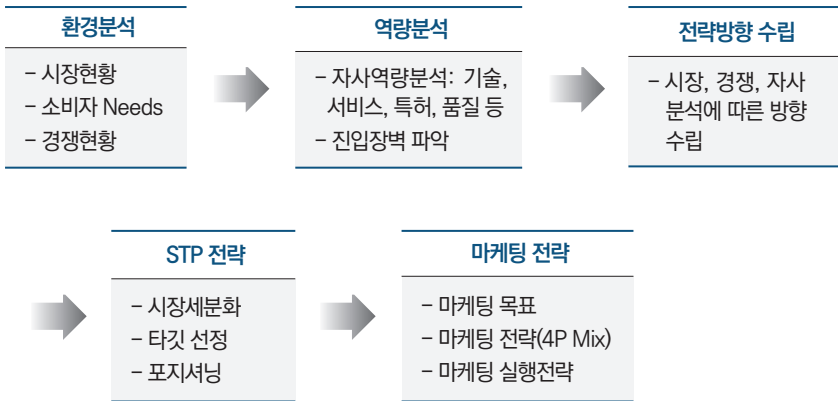 환경분석
– 시장현황
– 소비자 Needs
– 경쟁현황
역량분석
– 자사역량분석: 기술,
서비스, 특허, 품질 등
– 진입장벽 파악
전략방향 수립
– 시장, 경쟁, 자사
분석에 따른 방향
수립
STP 전략
– 시장세분화
– 타깃 선정
– 포지셔닝
마케팅 전략
– 마케팅 목표
– 마케팅 전략(4P Mix)
– 마케팅 실행전략